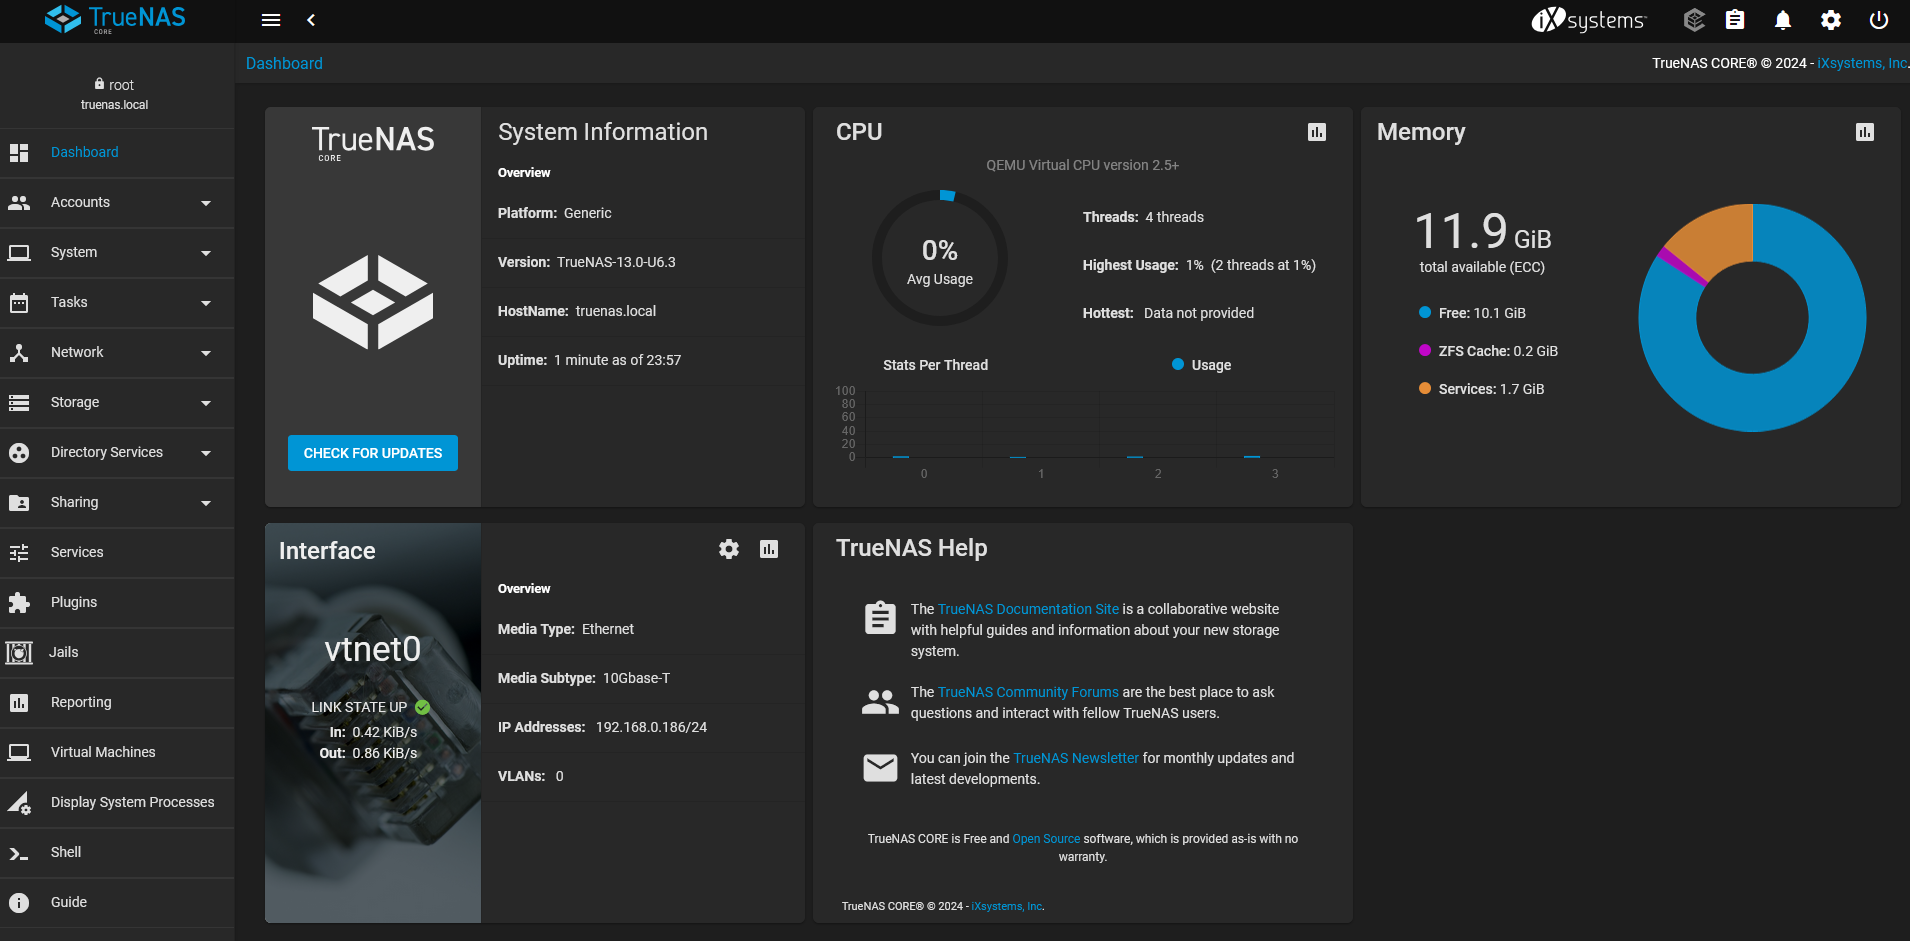 TrueNAS
CORE
iXsystems™
Dashboard
TrueNAS CORE® © 2024 - iXsystems, Inc.
root
truenas.local
Dashboard
Accounts
System
Tasks
Network
Storage
Directory Services
Sharing
Services
Plugins
Jails
Reporting
Virtual Machines
Display System Processes
Shell
Guide
TrueNAS
CORE
CHECK FOR UPDATES
System Information
Overview
Platform: Generic
Version: TrueNAS-13.0-U6.3
HostName: truenas.local
Uptime: 1 minute as of 23:57
CPU
QEMU Virtual CPU version 2.5+
0%
Avg Usage
Threads: 4 threads
Highest Usage: 1% (2 threads at 1%)
Hottest: Data not provided
Stats Per Thread
Usage
100
80
60
40
20
0
0 1 2 3
Memory
11.9 GiB
total available (ECC)
Free: 10.1 GiB
ZFS Cache: 0.2 GiB
Services: 1.7 GiB
Interface
vtnet0
LINK STATE UP
In: 0.42 KiB/s
Out: 0.86 KiB/s
Overview
Media Type: Ethernet
Media Subtype: 10Gbase-T
IP Addresses: 192.168.0.186/24
VLANs: 0
TrueNAS Help
The TrueNAS Documentation Site is a collaborative website
with helpful guides and information about your new storage
system.
The TrueNAS Community Forums are the best place to ask
questions and interact with fellow TrueNAS users.
You can join the TrueNAS Newsletter for monthly updates and
latest developments.
TrueNAS CORE is Free and Open Source software, which is provided as-is with no
warranty.
TrueNAS CORE® © 2024 - iXsystems, Inc.